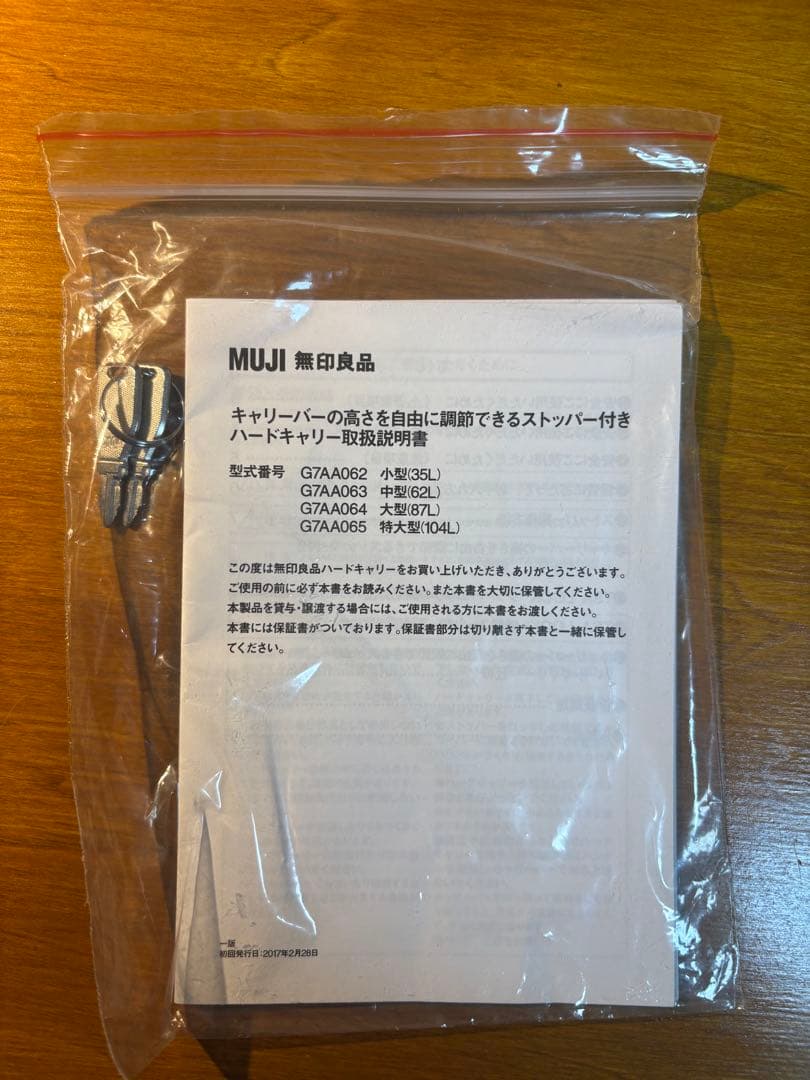 MUJI 無印良品
キャリーバーの高さを自由に調節できるストッパー付き
ハードキャリー取扱説明書
型式番号 G7AA062 小型(35L)
G7AA063 中型(62L)
G7AA064 大型(87L)
G7AA065 特大型(104L)
この度は無印良品ハードキャリーをお買い上げいただき、ありがとうございます。
ご使用の前に必ず本書をお読みください。また本書を大切に保管してください。
本製品を貸与・譲渡する場合には、ご使用される方に本書をお渡しください。
本書には保証書がついております。保証書部分は切り離さず本書と一緒に保管し
てください。
一版
初回発行日:2017年2月28日